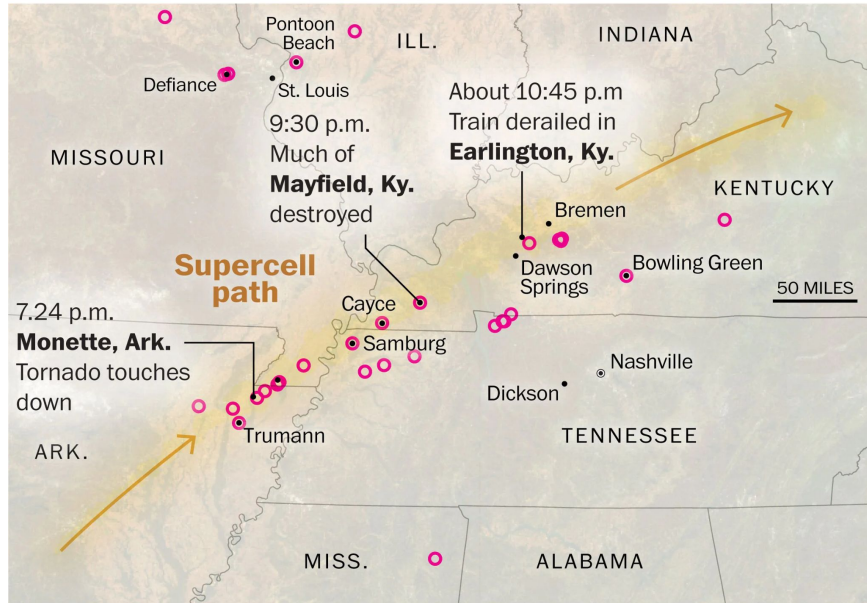 Pontoon
Beach
ILL.
INDIANA
Defiance
St. Louis
MISSOURI
9:30 p.m.
Much of
Mayfield, Ky.
destroyed
About 10:45 p.m
Train derailed in
Earlington, Ky.
KENTUCKY
Bremen
Dawson
Springs
Bowling Green
50 MILES
Supercell
path
Cayce
Samburg
7.24 p.m.
Monette, Ark.
Tornado touches
down
Trumann
ARK.
Nashville
Dickson
TENNESSEE
MISS.
ALABAMA